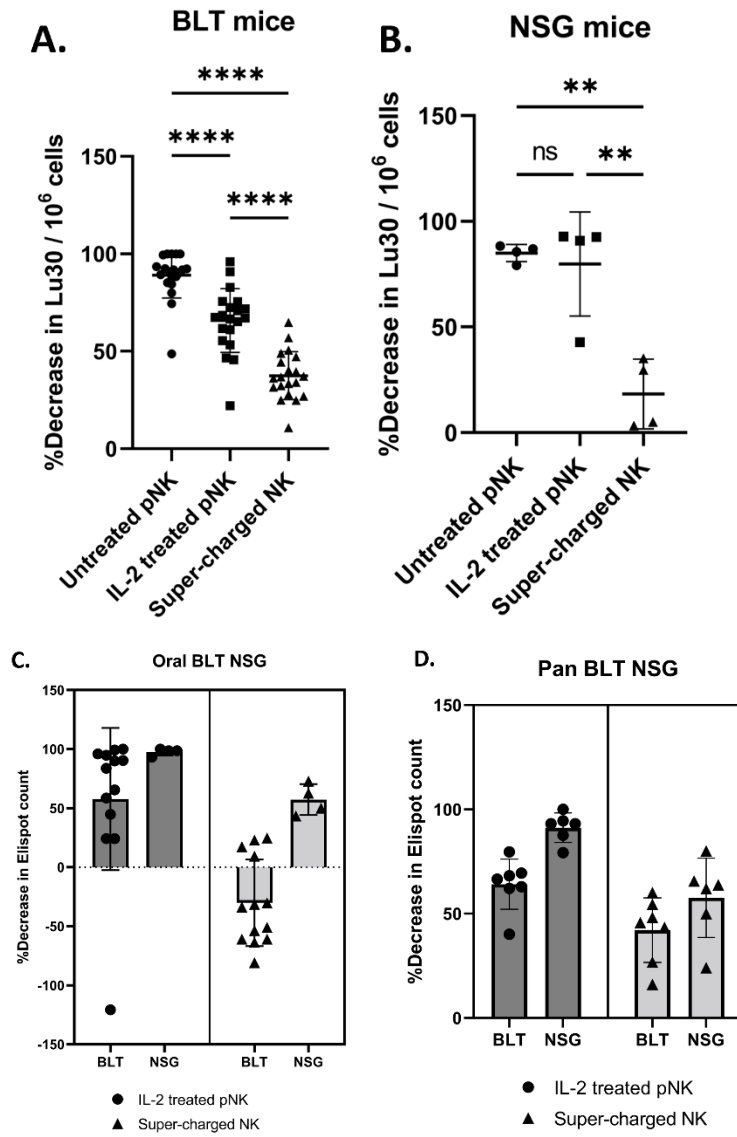 A.
BLT mice
****
****
****
%Decrease in Lu30 / 10⁶ cells
150
100
50
0
Untreated pNK
IL-2 treated pNK
Super-charged NK
B.
NSG mice
**
ns
**
%Decrease in Lu30 / 10⁶ cells
150
100
50
0
Untreated pNK
IL-2 treated pNK
Super-charged NK
C.
Oral BLT NSG
%Decrease in Elispot count
150
100
50
0
-50
-100
-150
BLT NSG BLT NSG
IL-2 treated pNK
Super-charged NK
D.
Pan BLT NSG
%Decrease in Elispot count
150
100
50
0
BLT NSG BLT NSG
IL-2 treated pNK
Super-charged NK